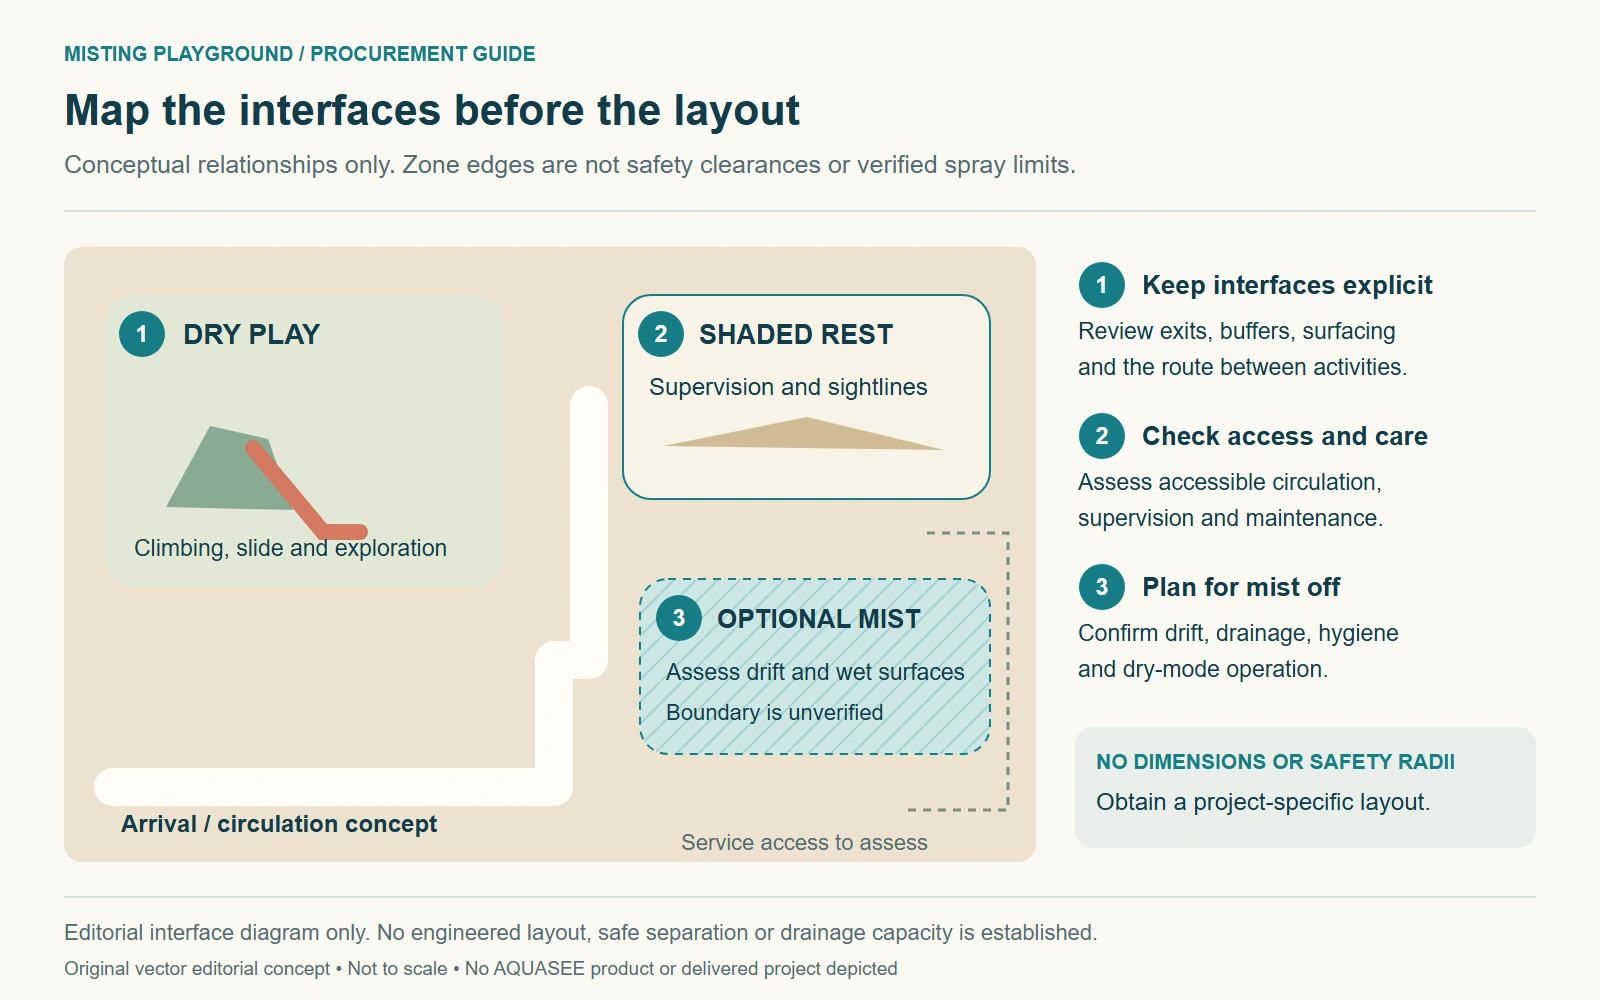 MISTING PLAYGROUND / PROCUREMENT GUIDE
Map the interfaces before the layout
Conceptual relationships only. Zone edges are not safety clearances or verified spray limits.
1 DRY PLAY
Climbing, slide and exploration
2 SHADED REST
Supervision and sightlines
3 OPTIONAL MIST
Assess drift and wet surfaces
Boundary is unverified
Arrival / circulation concept
Service access to assess
1 Keep interfaces explicit
Review exits, buffers, surfacing
and the route between activities.
2 Check access and care
Assess accessible circulation,
supervision and maintenance.
3 Plan for mist off
Confirm drift, drainage, hygiene
and dry-mode operation.
NO DIMENSIONS OR SAFETY RADII
Obtain a project-specific layout.
Editorial interface diagram only. No engineered layout, safe separation or drainage capacity is established.
Original vector editorial concept • Not to scale • No AQUASEE product or delivered project depicted